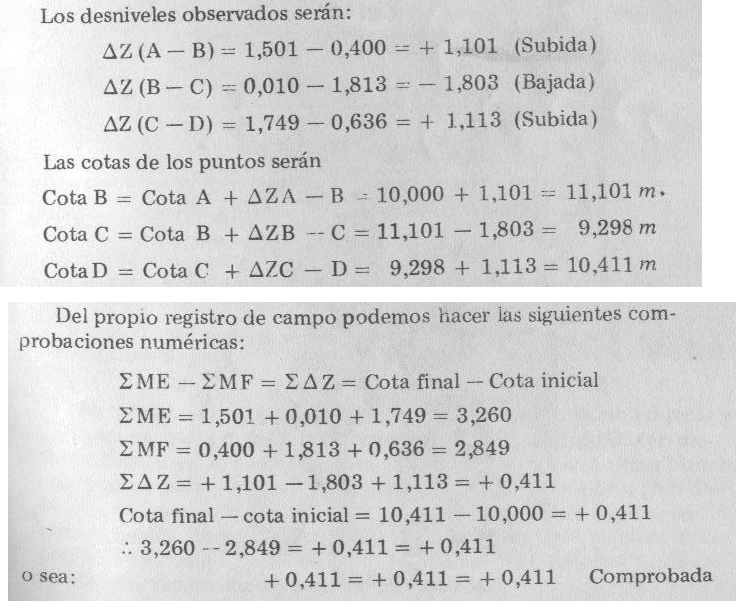 Los desniveles observados serán:
ΔZ (A — B) = 1,501 — 0,400 = + 1,101 (Subida)
ΔZ (B — C) = 0,010 — 1,813 = — 1,803 (Bajada)
ΔZ (C — D) = 1,749 — 0,636 = + 1,113 (Subida)
Las cotas de los puntos serán
Cota B = Cota A + ΔZA — B = 10,000 + 1,101 = 11,101 m.
Cota C = Cota B + ΔZB -- C = 11,101 — 1,803 = 9,298 m
Cota D = Cota C + ΔZC — D = 9,298 + 1,113 = 10,411 m
Del propio registro de campo podemos hacer las siguientes com-
probaciones numéricas:
ΣME — ΣMF = ΣΔZ = Cota final — Cota inicial
ΣME = 1,501 + 0,010 + 1,749 = 3,260
ΣMF = 0,400 + 1,813 + 0,636 = 2,849
ΣΔZ = + 1,101 — 1,803 + 1,113 = + 0,411
Cota final — cota inicial = 10,411 — 10,000 = + 0,411
∴ 3,260 -- 2,849 = + 0,411 = + 0,411
o sea: + 0,411 = + 0,411 = + 0,411 Comprobada